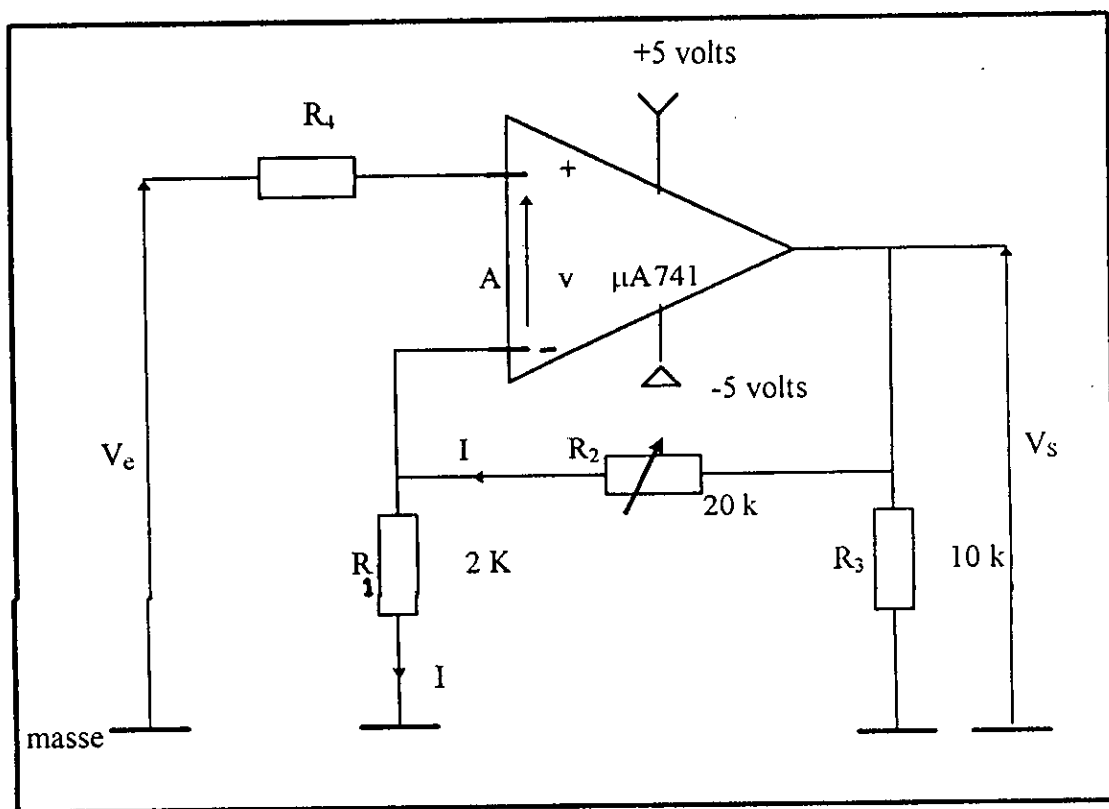 +5 volts
R₄
+
A
v
µA741
-
-5 volts
Vₑ
I
R₂
20 k
Vₛ
R₁
2 K
R₃
10 k
I
masse